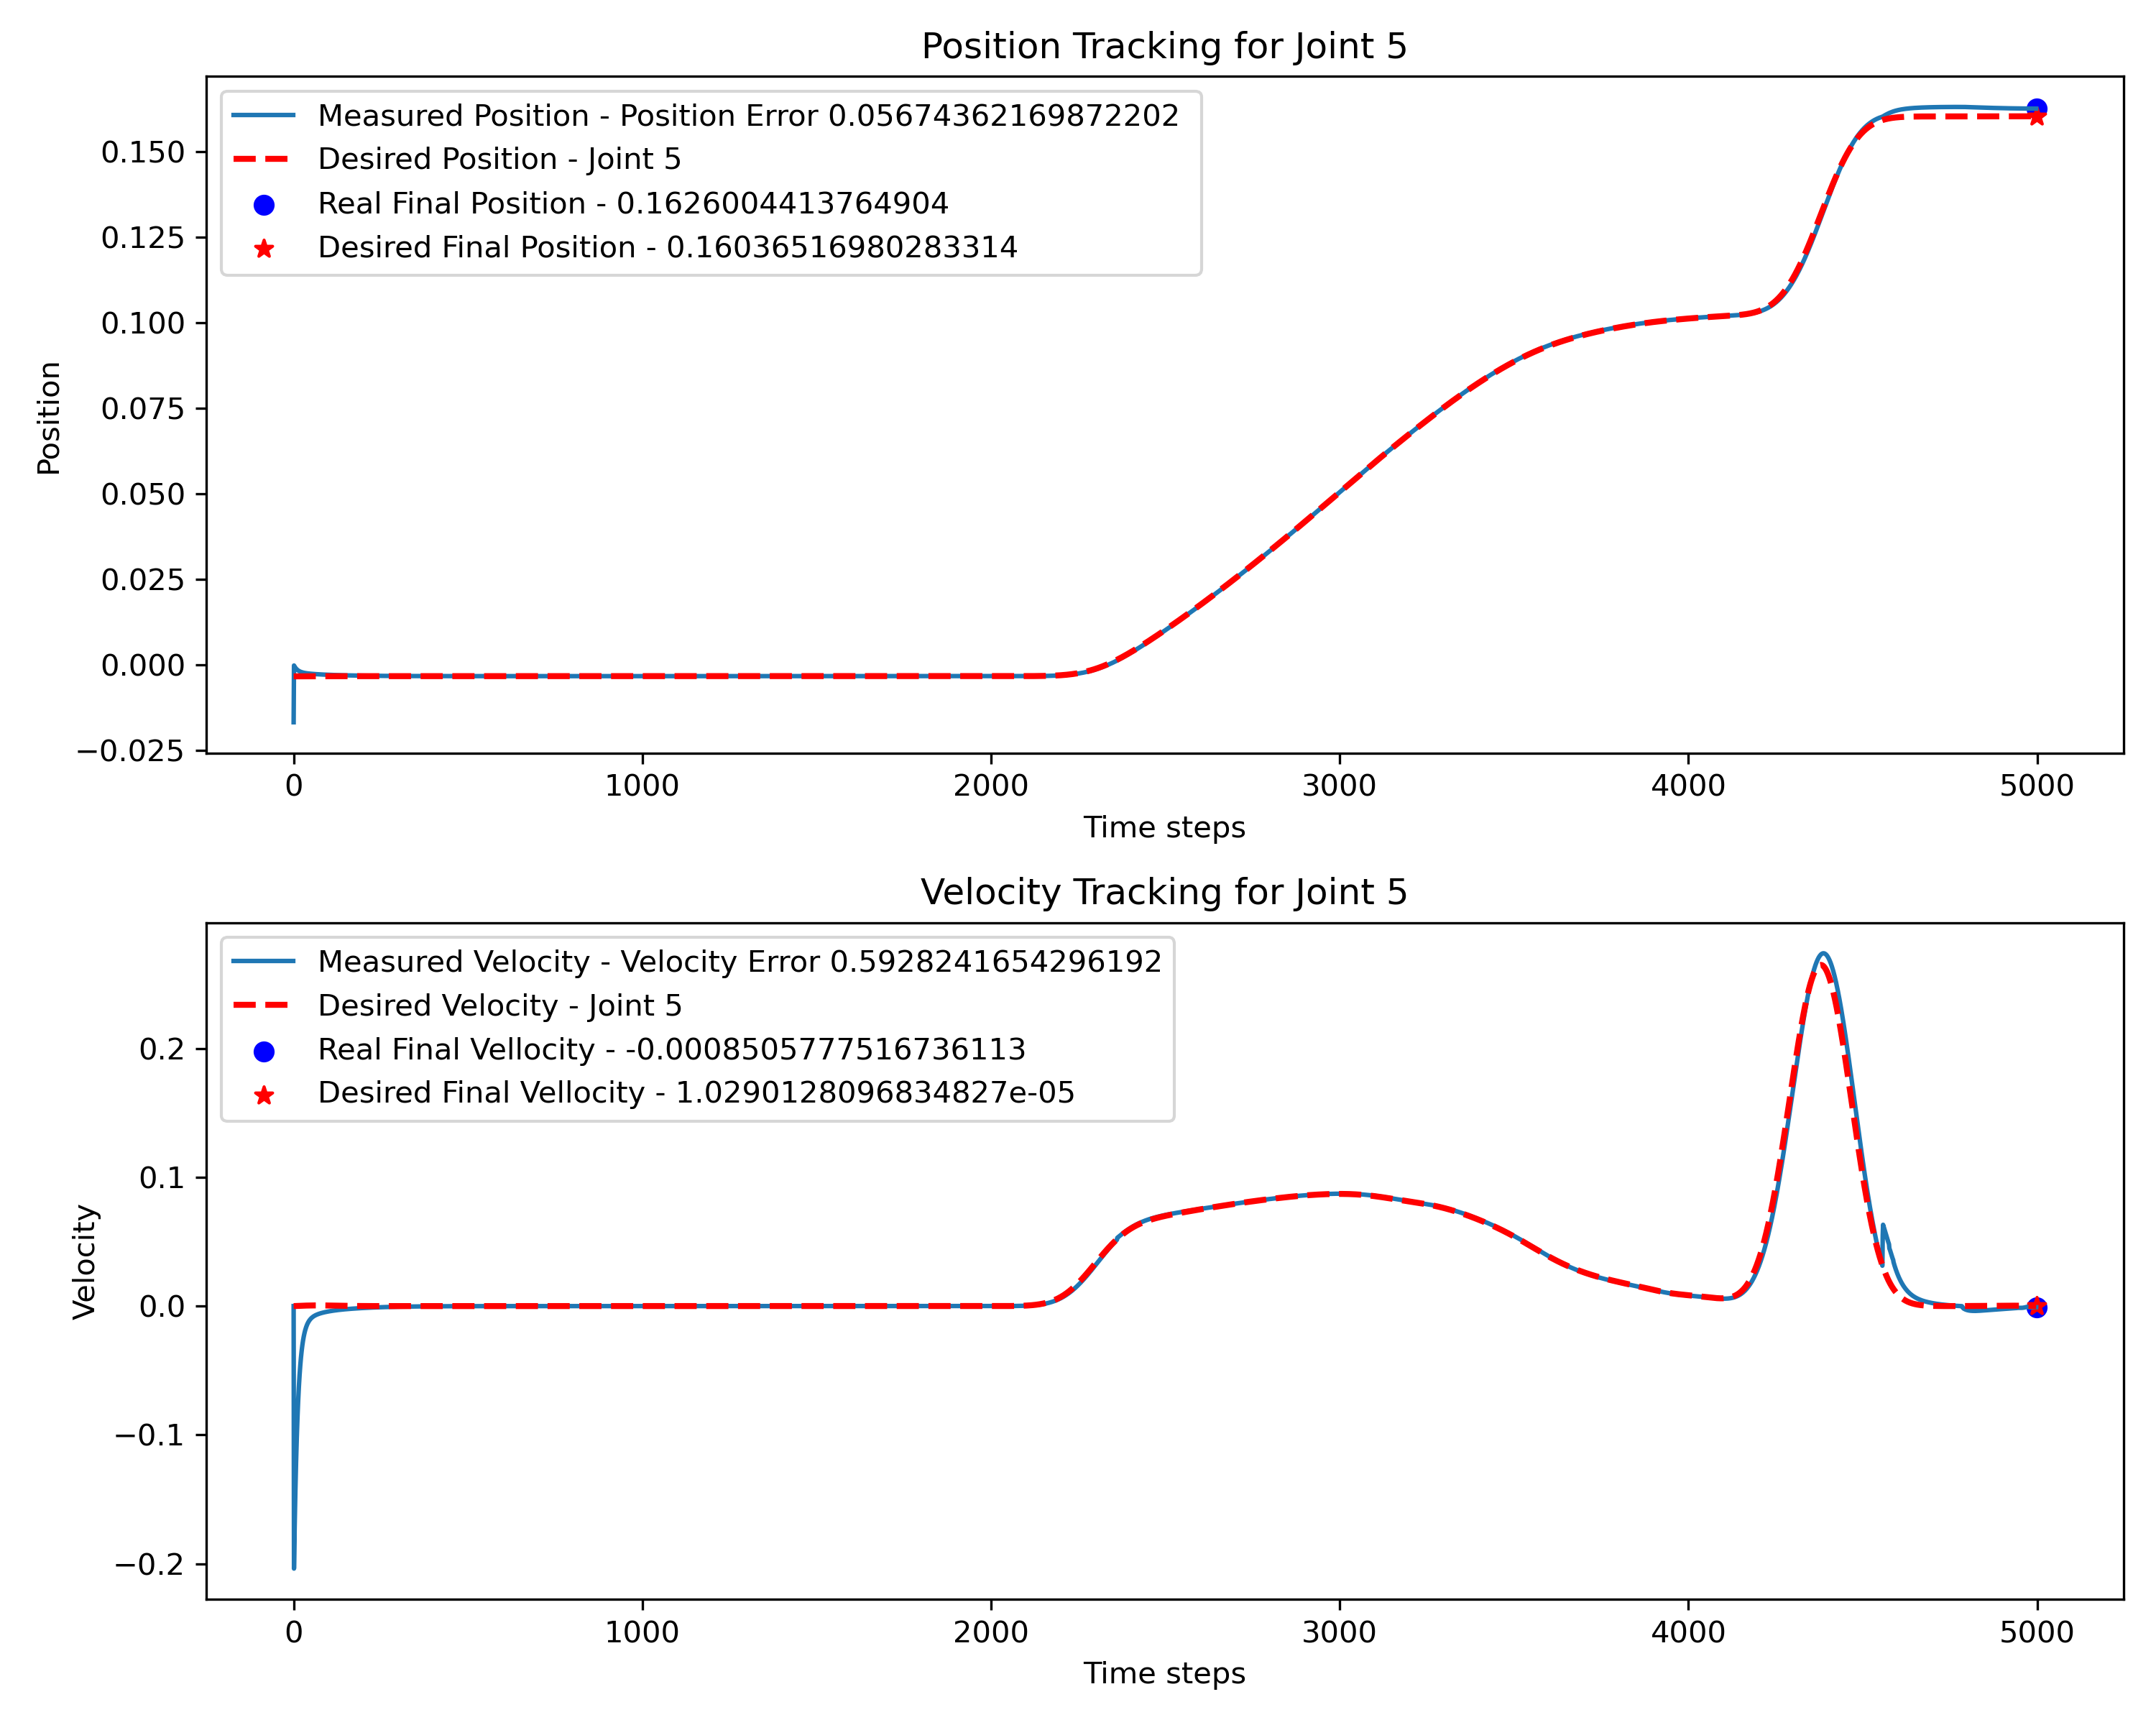 Position Tracking for Joint 5
Measured Position - Position Error 0.05674362169872202
Desired Position - Joint 5
Real Final Position - 0.1626004413764904
Desired Final Position - 0.16036516980283314
0.150
0.125
0.100
0.075
0.050
0.025
0.000
−0.025
Position
0 1000 2000 3000 4000 5000
Time steps
Velocity Tracking for Joint 5
Measured Velocity - Velocity Error 0.5928241654296192
Desired Velocity - Joint 5
Real Final Vellocity - -0.0008505777516736113
Desired Final Vellocity - 1.0290128096834827e-05
0.2
0.1
0.0
−0.1
−0.2
Velocity
0 1000 2000 3000 4000 5000
Time steps